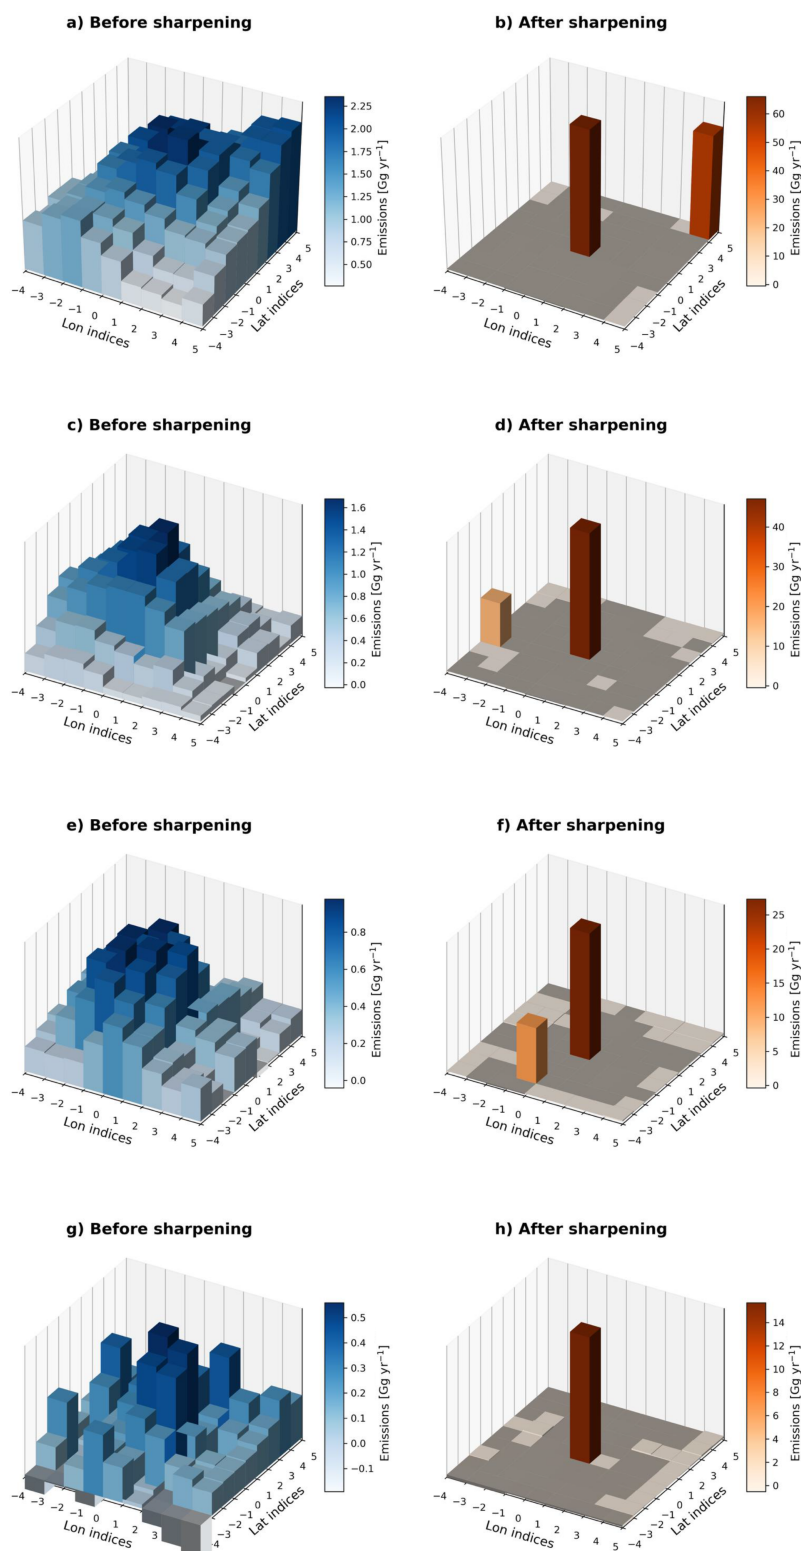 a) Before sharpening
b) After sharpening
2.25
2.00
1.75
1.50
1.25
1.00
0.75
0.50
Emissions [Gg yr⁻¹]
60
50
40
30
20
10
0
Emissions [Gg yr⁻¹]
−4 −3 −2 −1 0 1 2 3 4 5
Lon indices
−4 −3 −2 −1 0 1 2 3 4 5
Lat indices
−4 −3 −2 −1 0 1 2 3 4 5
Lon indices
−4 −3 −2 −1 0 1 2 3 4 5
Lat indices
c) Before sharpening
d) After sharpening
1.6
1.4
1.2
1.0
0.8
0.6
0.4
0.2
0.0
Emissions [Gg yr⁻¹]
40
30
20
10
0
Emissions [Gg yr⁻¹]
−4 −3 −2 −1 0 1 2 3 4 5
Lon indices
−4 −3 −2 −1 0 1 2 3 4 5
Lat indices
−4 −3 −2 −1 0 1 2 3 4 5
Lon indices
−4 −3 −2 −1 0 1 2 3 4 5
Lat indices
e) Before sharpening
f) After sharpening
0.8
0.6
0.4
0.2
0.0
Emissions [Gg yr⁻¹]
25
20
15
10
5
0
Emissions [Gg yr⁻¹]
−4 −3 −2 −1 0 1 2 3 4 5
Lon indices
−4 −3 −2 −1 0 1 2 3 4 5
Lat indices
−4 −3 −2 −1 0 1 2 3 4 5
Lon indices
−4 −3 −2 −1 0 1 2 3 4 5
Lat indices
g) Before sharpening
h) After sharpening
0.5
0.4
0.3
0.2
0.1
0.0
−0.1
Emissions [Gg yr⁻¹]
14
12
10
8
6
4
2
0
Emissions [Gg yr⁻¹]
−4 −3 −2 −1 0 1 2 3
Lon indices
−4 −3 −2 −1 0 1 2 3 4 5
Lat indices
−4 −3 −2 −1 0 1 2 3 4 5
Lon indices
−4 −3 −2 −1 0 1 2 3 4 5
Lat indices